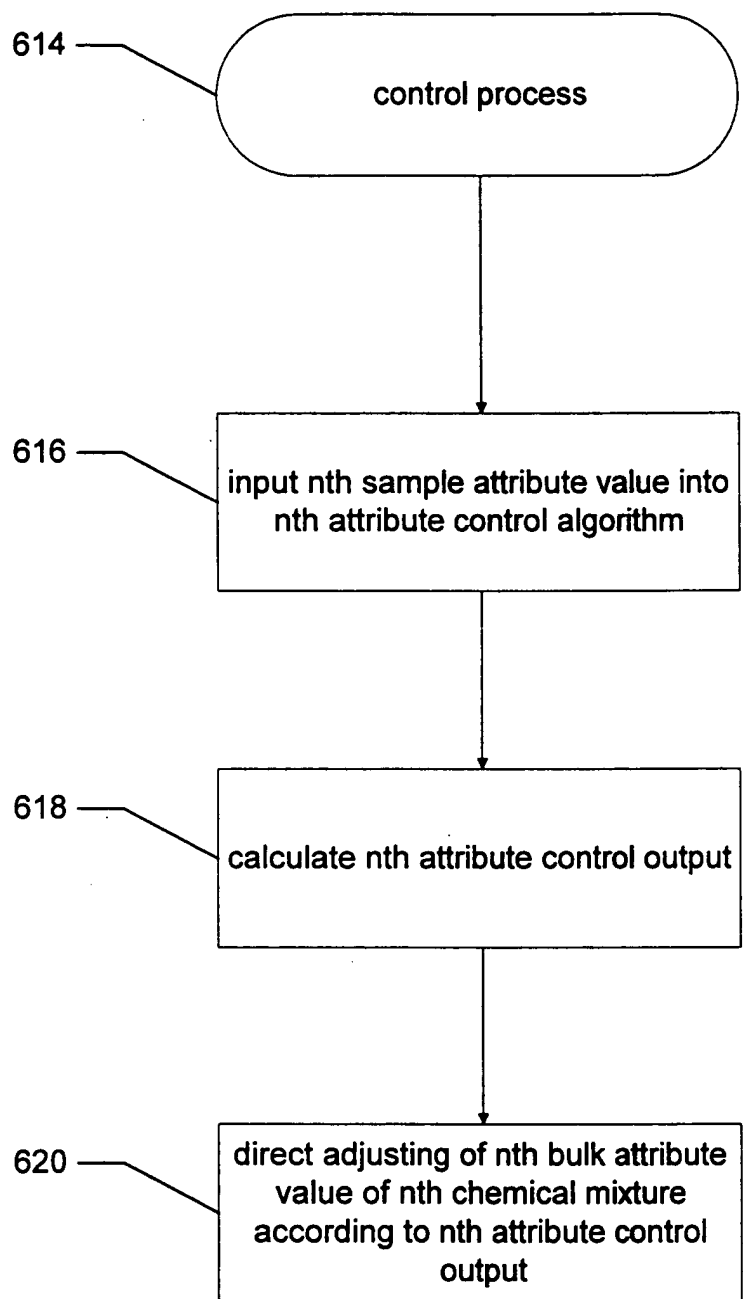 614
control process
616
input nth sample attribute value into
nth attribute control algorithm
618
calculate nth attribute control output
620
direct adjusting of nth bulk attribute
value of nth chemical mixture
according to nth attribute control
output